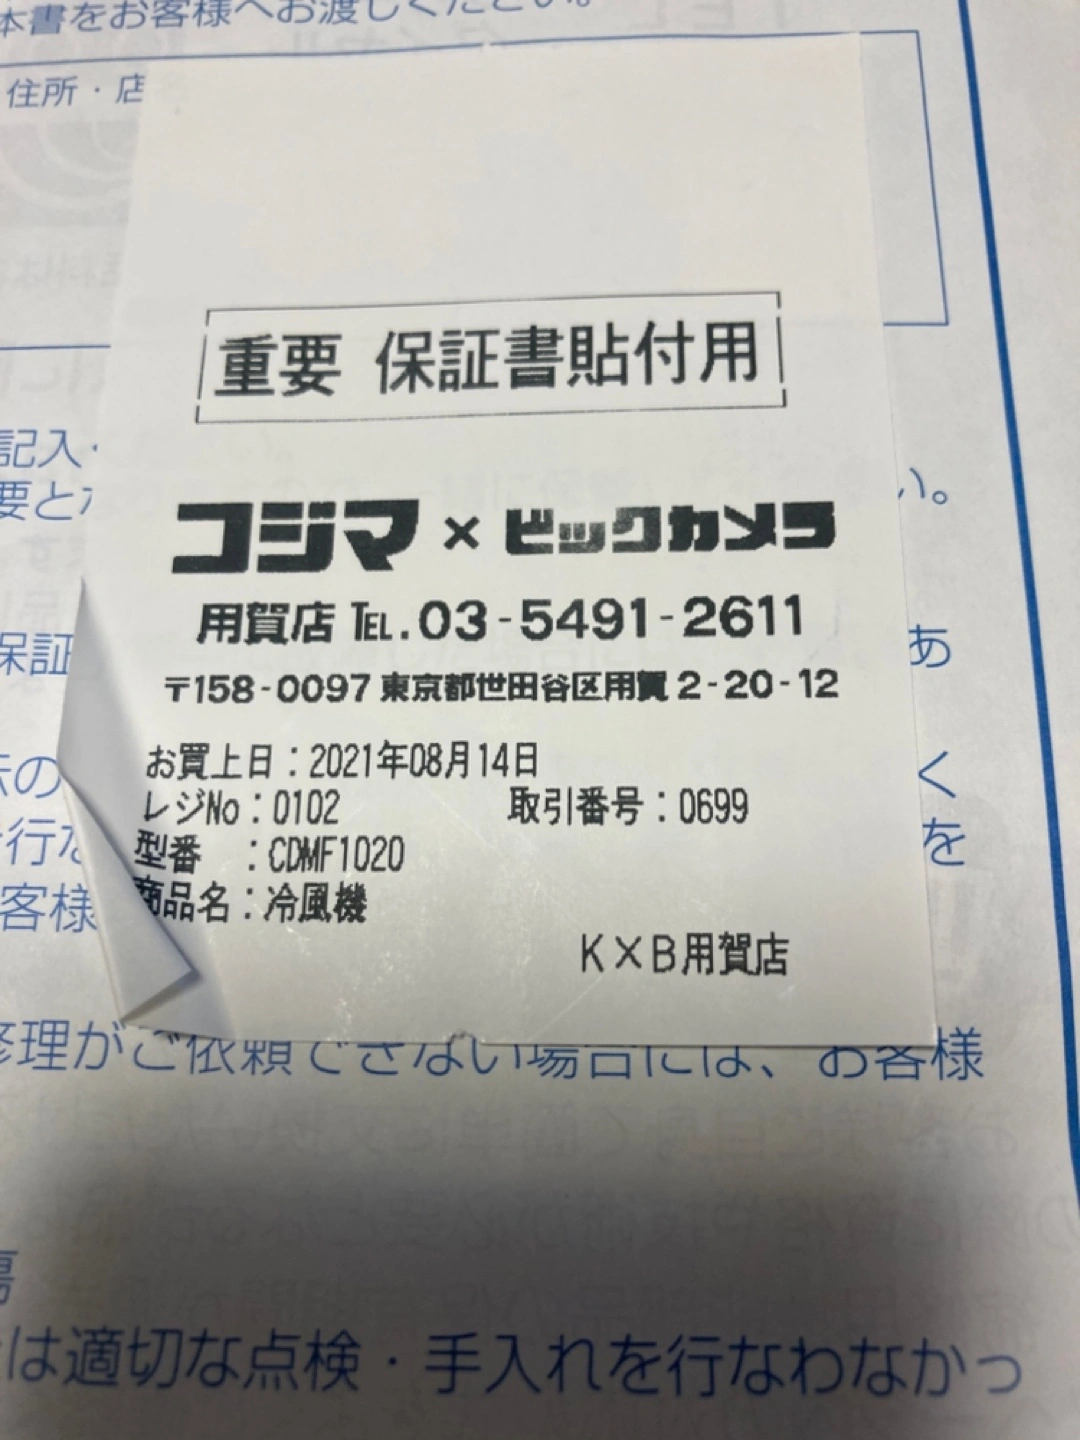 本書をお客様へお渡しください。
住所・店
重要 保証書貼付用
記入・
要と
い。
コジマ×ビックカメラ
用賀店 TEL.03-5491-2611
保証
あ
〒158-0097 東京都世田谷区用賀2-20-12
お買上日：2021年08月14日
示の
く
レジNo：0102 取引番号：0699
行な
を
型番 ：CDMF1020
商品名：冷風機
客様
K×B用賀店
修理がご依頼できない場合には、お客様
傷
は適切な点検・手入れを行なわなかっ